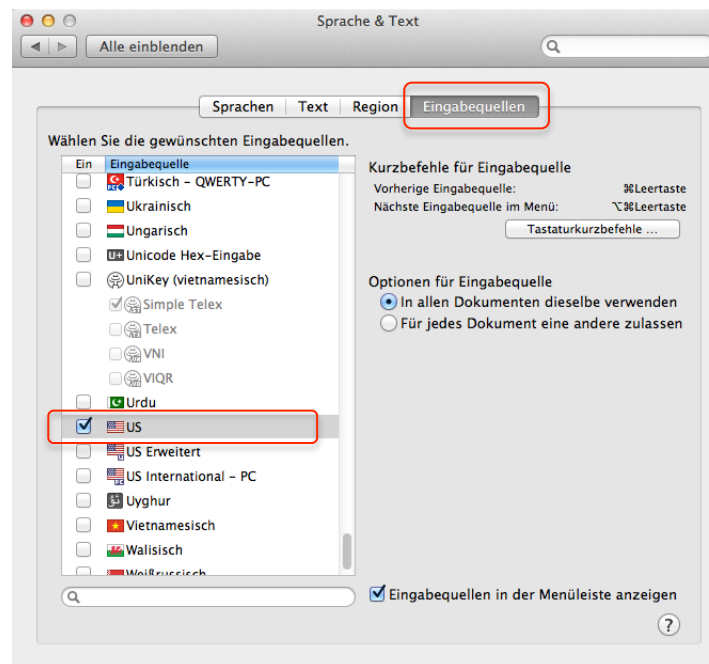 Sprache & Text
Alle einblenden
Sprachen Text Region Eingabequellen
Wählen Sie die gewünschten Eingabequellen.
Ein Eingabequelle
Türkisch – QWERTY-PC
Ukrainisch
Ungarisch
U+ Unicode Hex-Eingabe
UniKey (vietnamesisch)
Simple Telex
Telex
VNI
VIQR
Urdu
US
US Erweitert
US International – PC
Uyghur
Vietnamesisch
Walisisch
Weißrussisch
Kurzbefehle für Eingabequelle
Vorherige Eingabequelle: ⌘Leertaste
Nächste Eingabequelle im Menü: ⌥⌘Leertaste
Tastaturkurzbefehle ...
Optionen für Eingabequelle
In allen Dokumenten dieselbe verwenden
Für jedes Dokument eine andere zulassen
Eingabequellen in der Menüleiste anzeigen
?